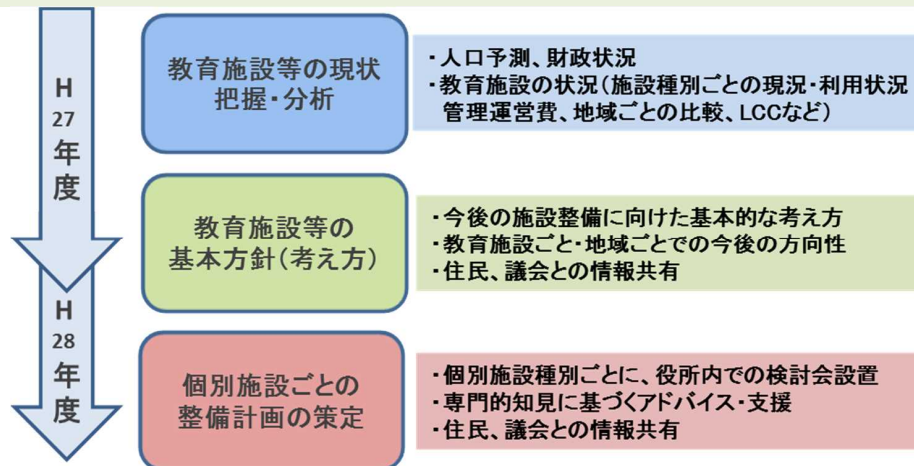 H
27
年
度
教育施設等の現状
把握・分析
・人口予測、財政状況
・教育施設の状況（施設種別ごとの現況・利用状況
管理運営費、地域ごとの比較、LCCなど）
教育施設等の
基本方針（考え方）
・今後の施設整備に向けた基本的な考え方
・教育施設ごと・地域ごとでの今後の方向性
・住民、議会との情報共有
H
28
年
度
個別施設ごとの
整備計画の策定
・個別施設種別ごとに、役所内での検討会設置
・専門的知見に基づくアドバイス・支援
・住民、議会との情報共有